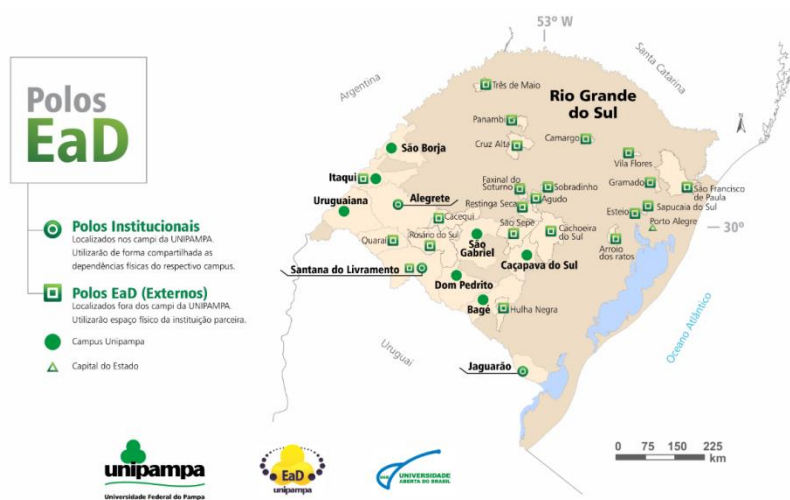 Polos
EaD
Polos Institucionais
Localizados nos campi da UNIPAMPA.
Utilizarão de forma compartilhada as
dependências físicas do respectivo campus.
Polos EaD (Externos)
Localizados fora dos campi da UNIPAMPA.
Utilizarão espaço físico da instituição parceira.
Campus Unipampa
Capital do Estado
53º W
Santa Catarina
Argentina
Rio Grande
do Sul
N
Três de Maio
Panambi
Cruz Alta
Camargo
Vila Flores
São Borja
Itaqui
Uruguaiana
Alegrete
Faxinal do
Soturno
Sobradinho
Agudo
Restinga Seca
Gramado
São Francisco
de Paula
Sapucaia do Sul
Esteio
Porto Alegre
30º
Cacequi
Rosário do Sul
Quaraí
São Sepé
Cachoeira
do Sul
São
Gabriel
Arroio
dos ratos
Caçapava do Sul
Santana do Livramento
Dom Pedrito
Bagé
Hulha Negra
Uruguai
Jaguarão
Oceano Atlântico
0 75 150 225
km
unipampa
Universidade Federal do Pampa
EaD
unipampa
UAB
UNIVERSIDADE
ABERTA DO BRASIL